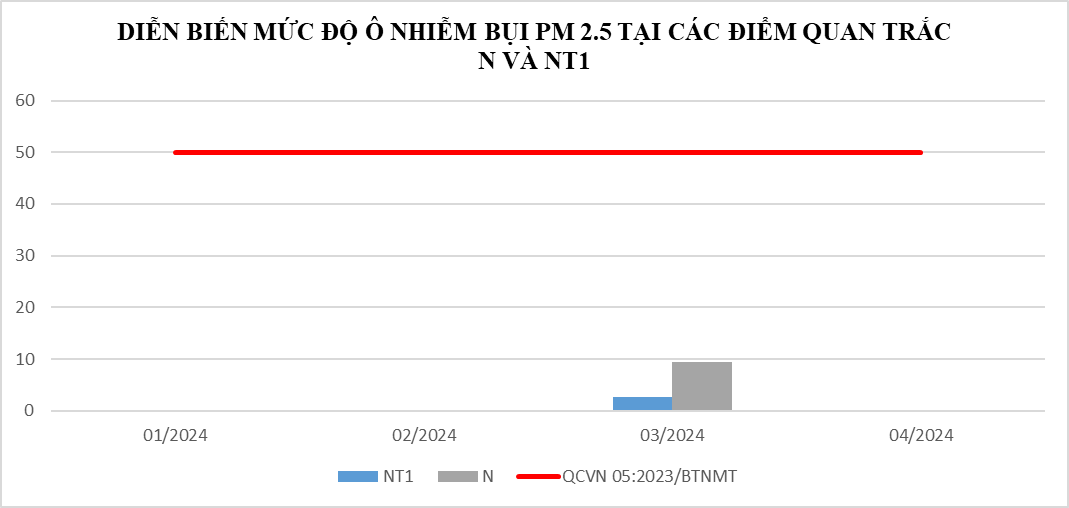 DIỄN BIẾN MỨC ĐỘ Ô NHIỄM BỤI PM 2.5 TẠI CÁC ĐIỂM QUAN TRẮC
N VÀ NT1
60
50
40
30
20
10
0
01/2024 02/2024 03/2024 04/2024
NT1 N QCVN 05:2023/BTNMT